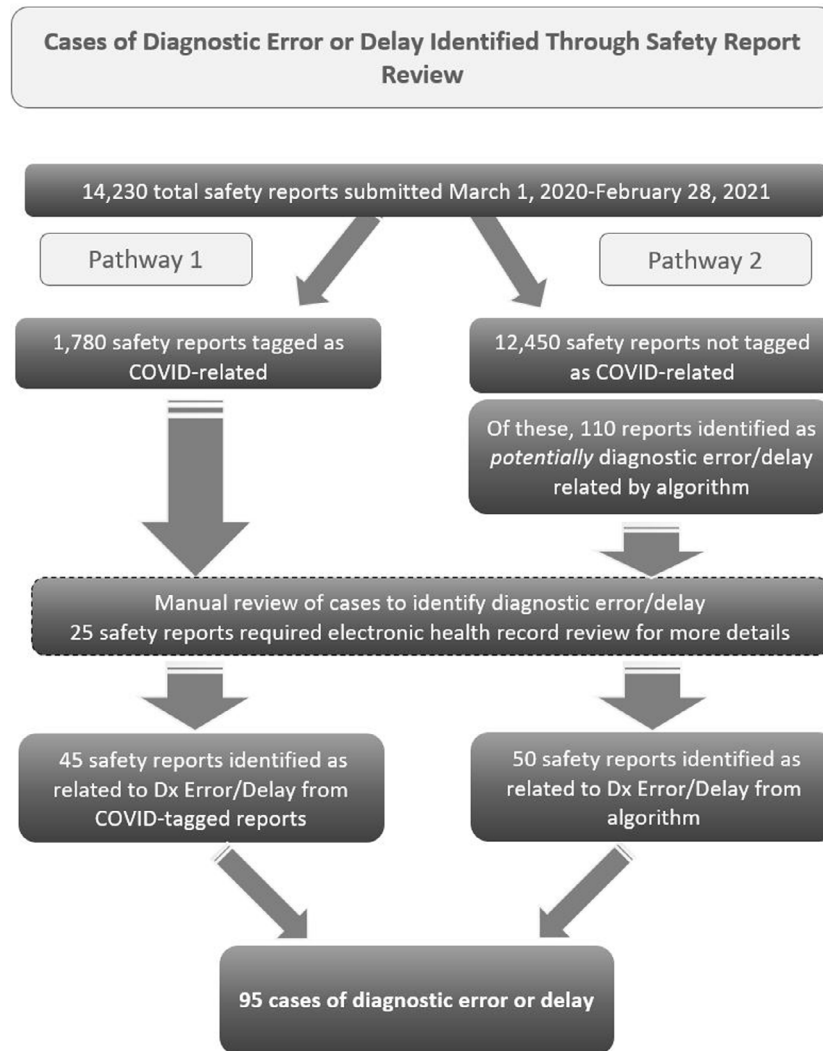 Cases of Diagnostic Error or Delay Identified Through Safety Report
Review
14,230 total safety reports submitted March 1, 2020-February 28, 2021
Pathway 1
Pathway 2
1,780 safety reports tagged as
COVID-related
12,450 safety reports not tagged
as COVID-related
Of these, 110 reports identified as
potentially diagnostic error/delay
related by algorithm
Manual review of cases to identify diagnostic error/delay
25 safety reports required electronic health record review for more details
45 safety reports identified as
related to Dx Error/Delay from
COVID-tagged reports
50 safety reports identified as
related to Dx Error/Delay from
algorithm
95 cases of diagnostic error or delay